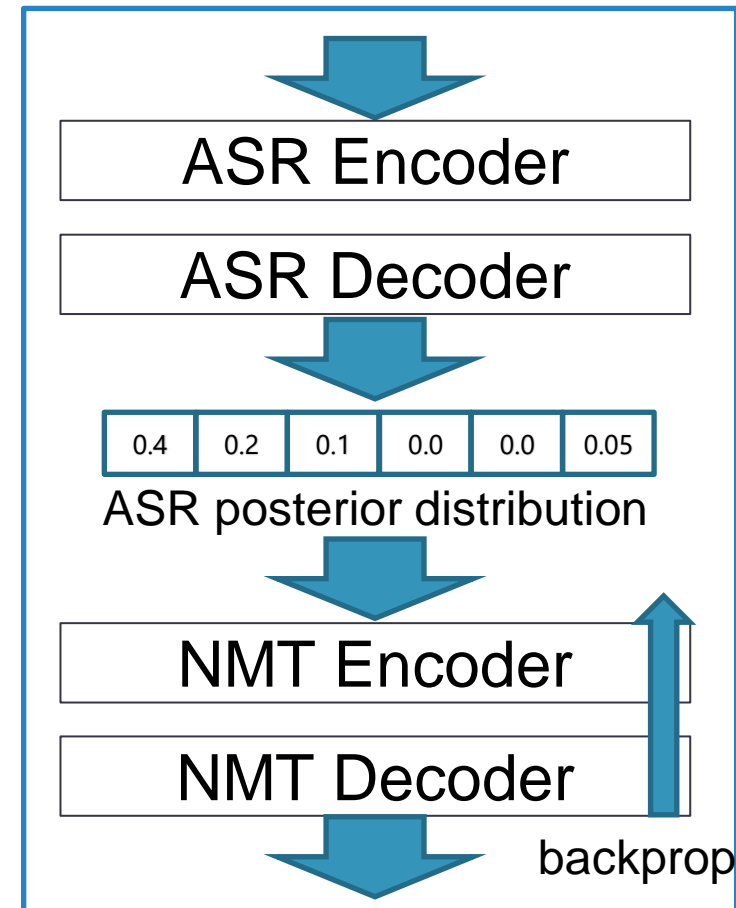 ASR Encoder
ASR Decoder
0.4 0.2 0.1 0.0 0.0 0.05
ASR posterior distribution
NMT Encoder
NMT Decoder
backprop